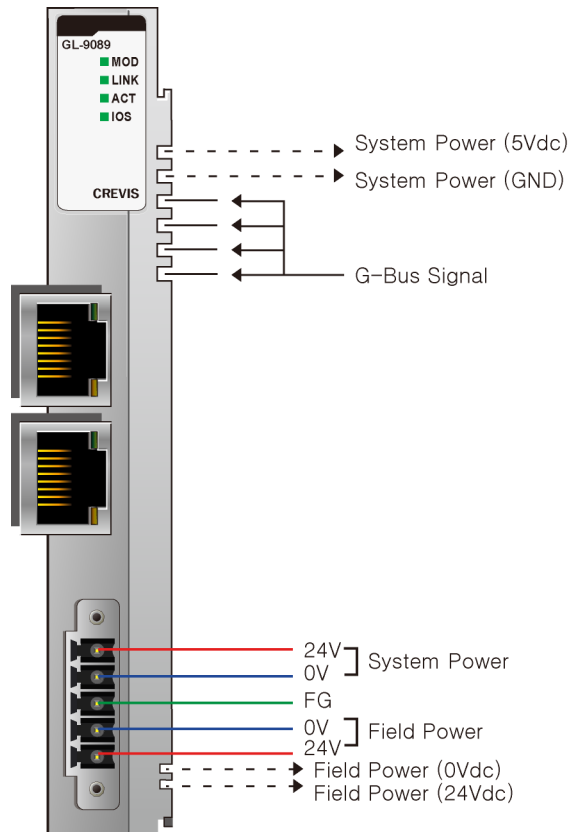 GL-9089
MOD
LINK
ACT
IOS
CREVIS
System Power (5Vdc)
System Power (GND)
G-Bus Signal
24V
0V
System Power
FG
0V
24V
Field Power
Field Power (0Vdc)
Field Power (24Vdc)